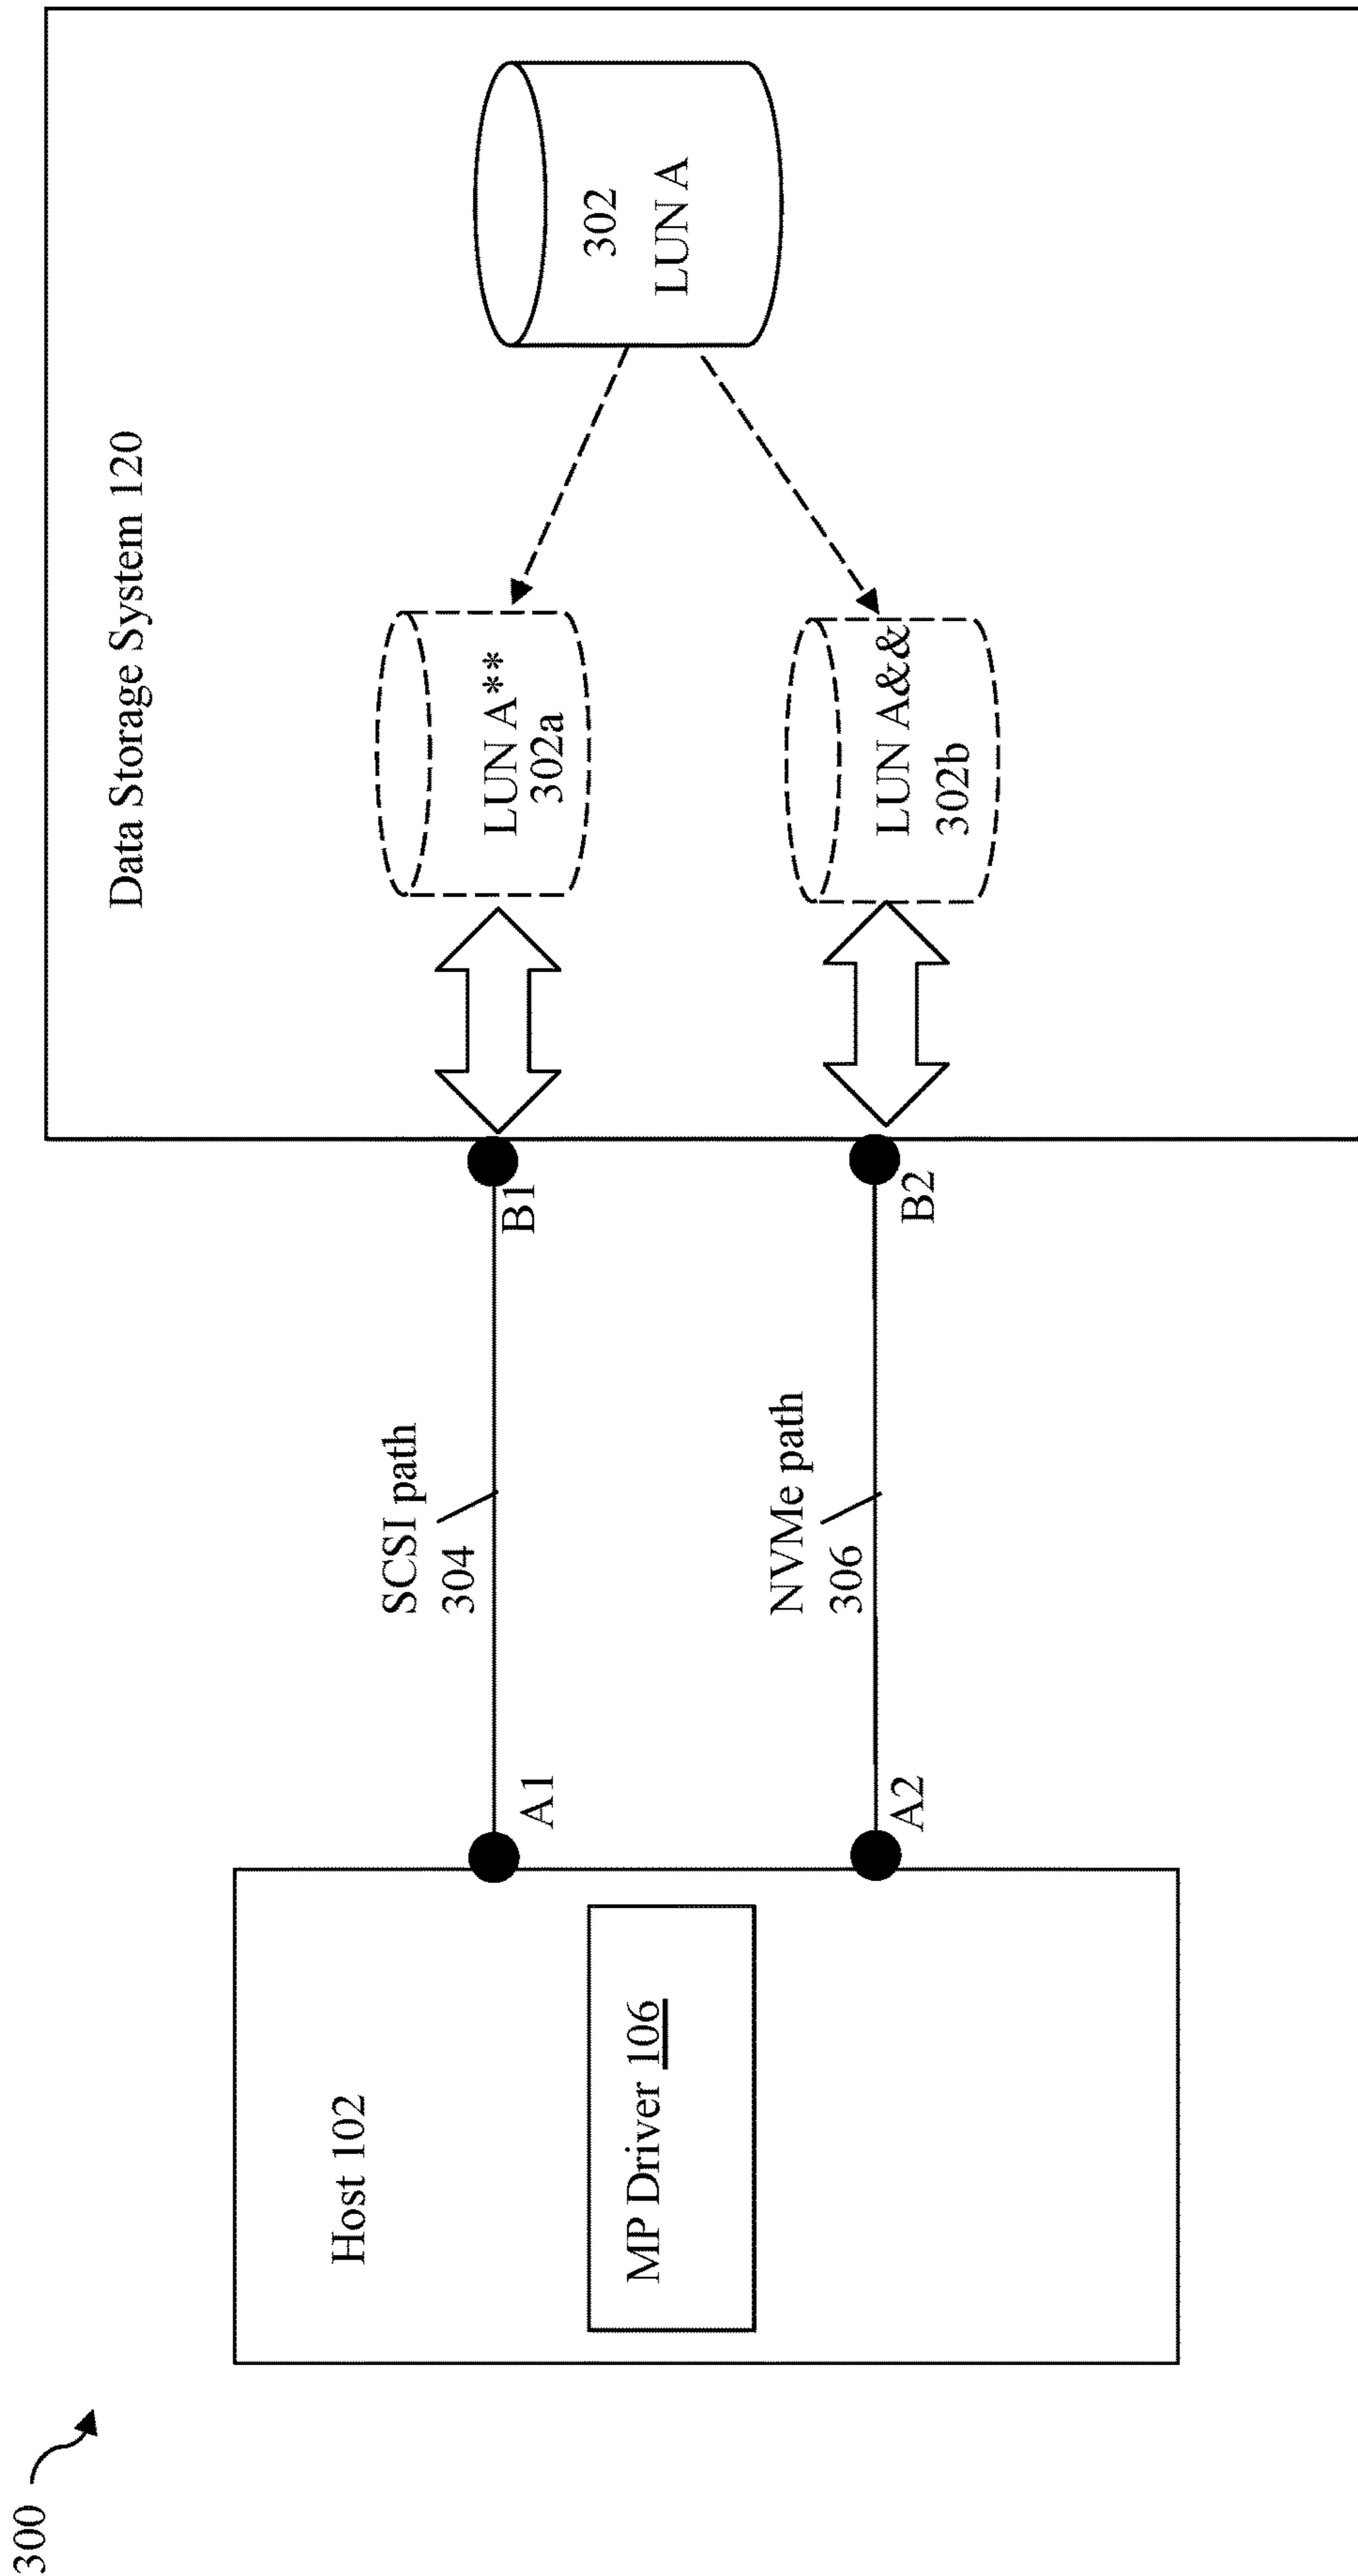 300
Host 102
MP Driver 106
A1
A2
SCSI path
304
NVMe path
306
B1
B2
Data Storage System 120
LUN A**
302a
LUN A&&
302b
302
LUN A